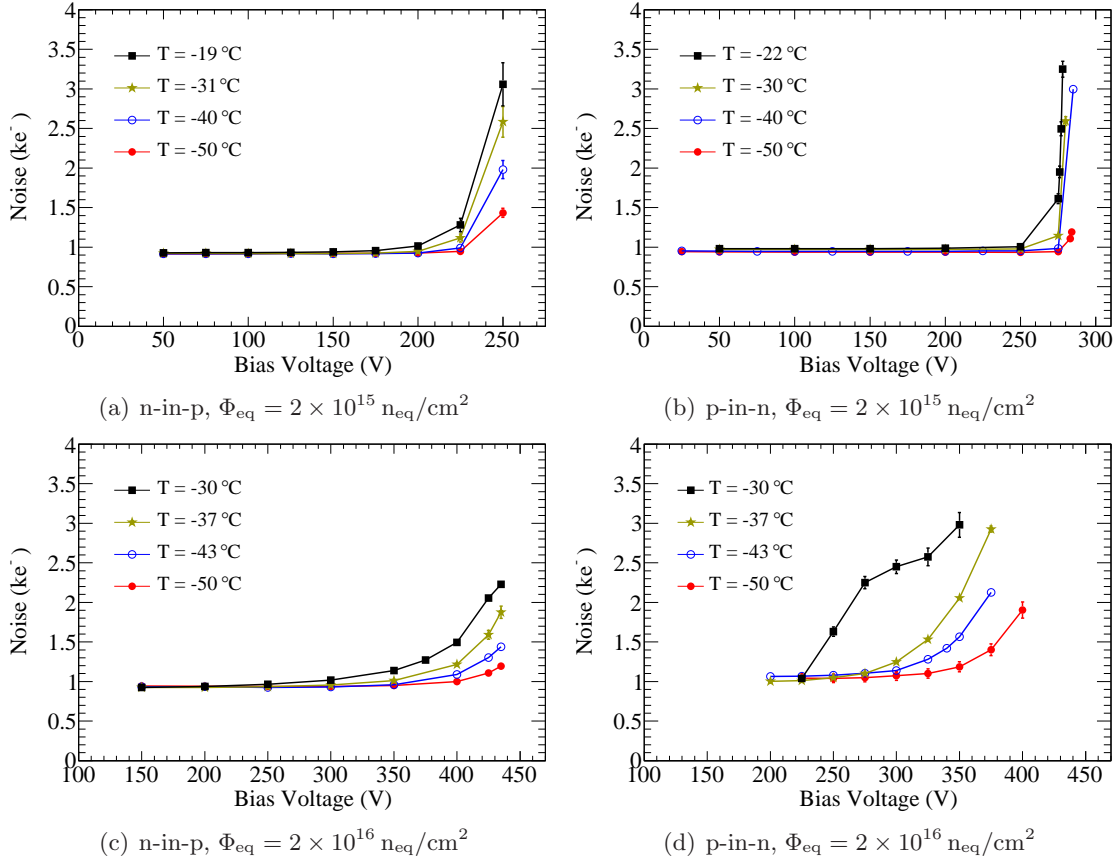 4
3.5
3
2.5
2
1.5
1
0.5
0
0 50 100 150 200 250
Noise (ke⁻)
Bias Voltage (V)
T = -19 °C
T = -31 °C
T = -40 °C
T = -50 °C
(a) n-in-p, Φeq = 2 × 10¹⁵ neq/cm²
4
3.5
3
2.5
2
1.5
1
0.5
0
0 50 100 150 200 250 300
Noise (ke⁻)
Bias Voltage (V)
T = -22 °C
T = -30 °C
T = -40 °C
T = -50 °C
(b) p-in-n, Φeq = 2 × 10¹⁵ neq/cm²
4
3.5
3
2.5
2
1.5
1
0.5
0
100 150 200 250 300 350 400 450
Noise (ke⁻)
Bias Voltage (V)
T = -30 °C
T = -37 °C
T = -43 °C
T = -50 °C
(c) n-in-p, Φeq = 2 × 10¹⁶ neq/cm²
4
3.5
3
2.5
2
1.5
1
0.5
0
100 150 200 250 300 350 400 450
Noise (ke⁻)
Bias Voltage (V)
T = -30 °C
T = -37 °C
T = -43 °C
T = -50 °C
(d) p-in-n, Φeq = 2 × 10¹⁶ neq/cm²